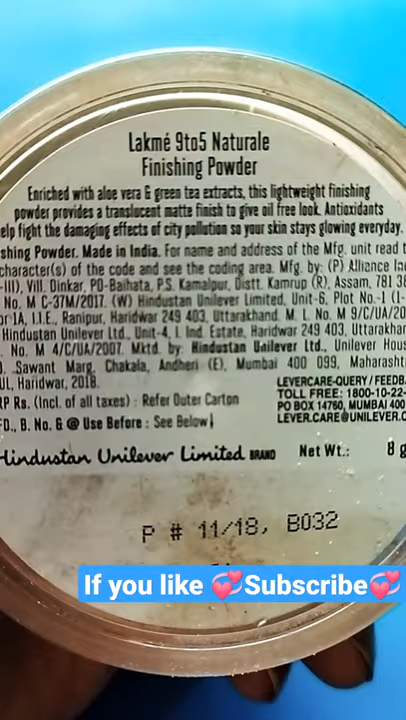 Lakmé 9to5 Naturale
Finishing Powder
Enriched with aloe vera & green tea extracts, this lightweight finishing
powder provides a translucent matte finish to give oil free look. Antioxidants
elp fight the damaging effects of city pollution so your skin stays glowing everyday.
shing Powder. Made in India. For name and address of the Mfg. unit read t
character(s) of the code and see the coding area. Mfg. by: (P) Alliance In
-III), Vill. Dinkar, PO-Baihata, P.S. Kamalpur, Distt. Kamrup (R), Assam, 781 38
No. M C-37M/2017. (W) Hindustan Unilever Limited, Unit-6, Plot No.-1 (1-
or 1A, I.I.E., Ranipur, Haridwar 249 403, Uttarakhand. M. L. No. M 9/C/UA/20
Hindustan Unilever Ltd., Unit-4, I. Ind. Estate, Haridwar 249 403, Uttarakhan
. No. M 4/C/UA/2007. Mktd. by: Hindustan Unilever Ltd., Unilever Hous
. Sawant Marg, Chakala, Andheri (E), Mumbai 400 099, Maharashtr
UL, Haridwar, 2018.
RP Rs. (Incl. of all taxes) : Refer Outer Carton
FD., B. No. & @ Use Before : See Below
LEVERCARE-QUERY / FEEDB
TOLL FREE: 1800-10-22-
PO BOX 14760, MUMBAI 400
LEVER.CARE@UNILEVER.C
Hindustan Unilever Limited BRAND Net Wt.: 8 g
P # 11/18, B032
If you like 💞Subscribe💞